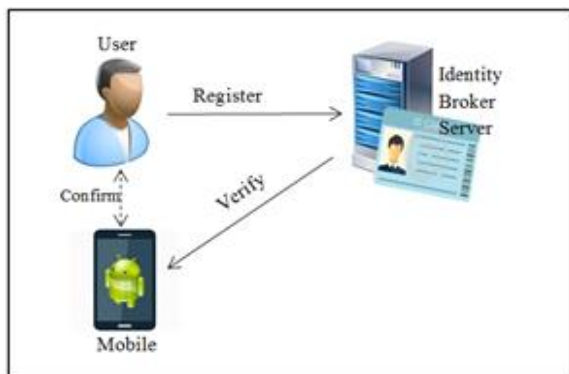 User
Register
Identity
Broker
Server
Confirm
Verify
Mobile